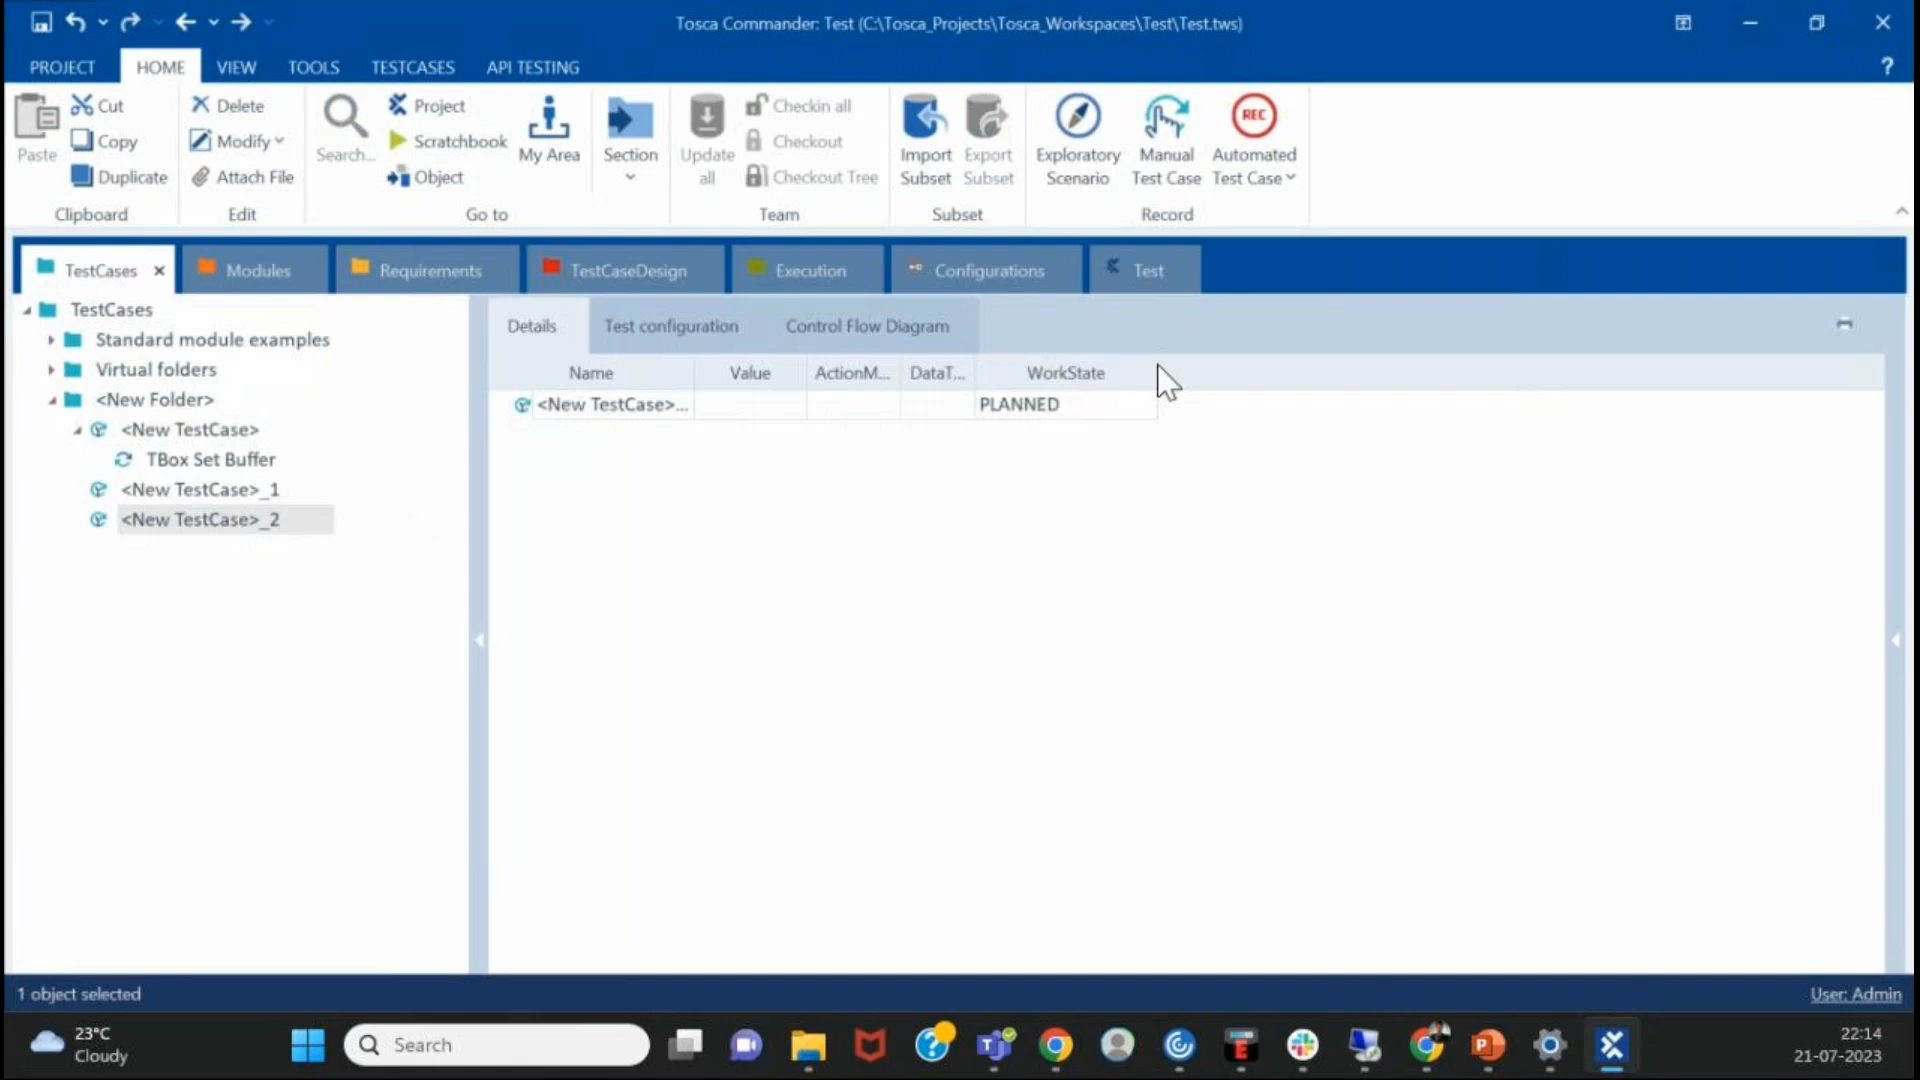 Tosca Commander: Test (C:\Tosca_Projects\Tosca_Workspaces\Test\Test.tws)
PROJECT HOME VIEW TOOLS TESTCASES API TESTING ?
Paste
Cut
Copy
Duplicate
Clipboard
Delete
Modify
Attach File
Edit
Search...
Project
Scratchbook
Object
My Area
Go to
Section
Update all
Checkin all
Checkout
Checkout Tree
Team
Import Subset
Export Subset
Subset
Exploratory Scenario
Manual Test Case
REC
Automated Test Case
Record
TestCases Modules Requirements TestCaseDesign Execution Configurations Test
TestCases
Standard module examples
Virtual folders
<New Folder>
<New TestCase>
TBox Set Buffer
<New TestCase>_1
<New TestCase>_2
Details Test configuration Control Flow Diagram
Name Value ActionM... DataT... WorkState
<New TestCase>... PLANNED
1 object selected
User: Admin
23°C
Cloudy
Search
22:14
21-07-2023